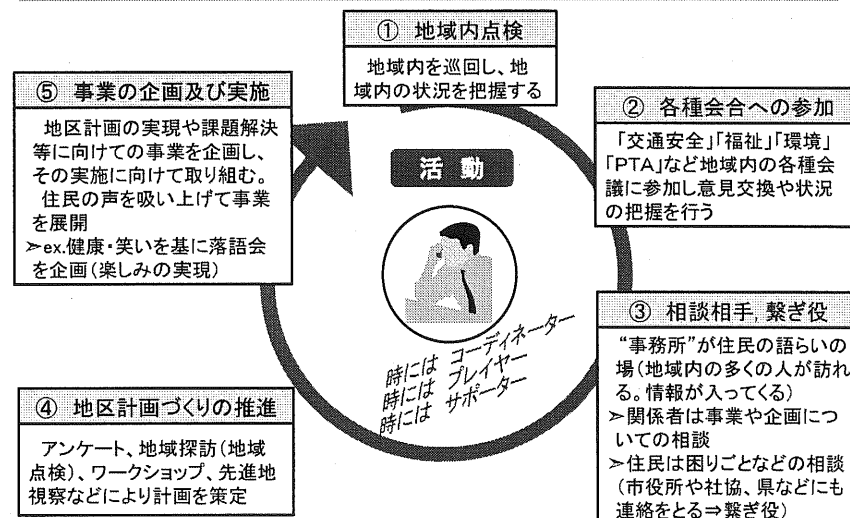 ① 地域内点検
地域内を巡回し、地
域内の状況を把握する
② 各種会合への参加
「交通安全」「福祉」「環境」
「PTA」など地域内の各種会
議に参加し意見交換や状況
の把握を行う
③ 相談相手,繋ぎ役
“事務所”が住民の語らいの
場(地域内の多くの人が訪れ
る。情報が入ってくる)
➢関係者は事業や企画につ
いての相談
➢住民は困りごとなどの相談
(市役所や社協、県などにも
連絡をとる⇒繋ぎ役)
④ 地区計画づくりの推進
アンケート、地域探訪(地域
点検)、ワークショップ、先進地
視察などにより計画を策定
⑤ 事業の企画及び実施
地区計画の実現や課題解決
等に向けての事業を企画し、
その実施に向けて取り組む。
住民の声を吸い上げて事業
を展開
➢ex.健康・笑いを基に落語会
を企画(楽しみの実現)
活 動
時には コーディネーター
時には プレイヤー
時には サポーター